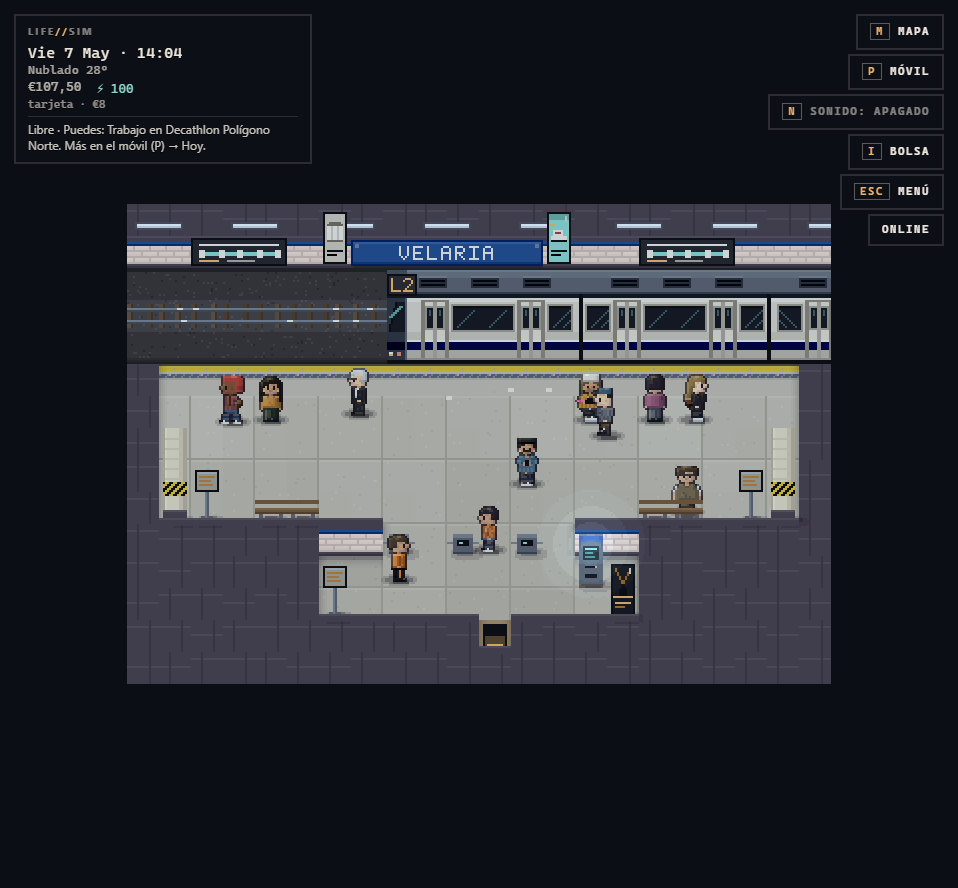 LIFE//SIM
Vie 7 May · 14:04
Nublado 28°
€107,50 ⚡ 100
tarjeta · €8
Libre · Puedes: Trabajo en Decathlon Polígono
Norte. Más en el móvil (P) → Hoy.
M MAPA
P MÓVIL
N SONIDO: APAGADO
I BOLSA
ESC MENÚ
ONLINE
VELARIA
L2